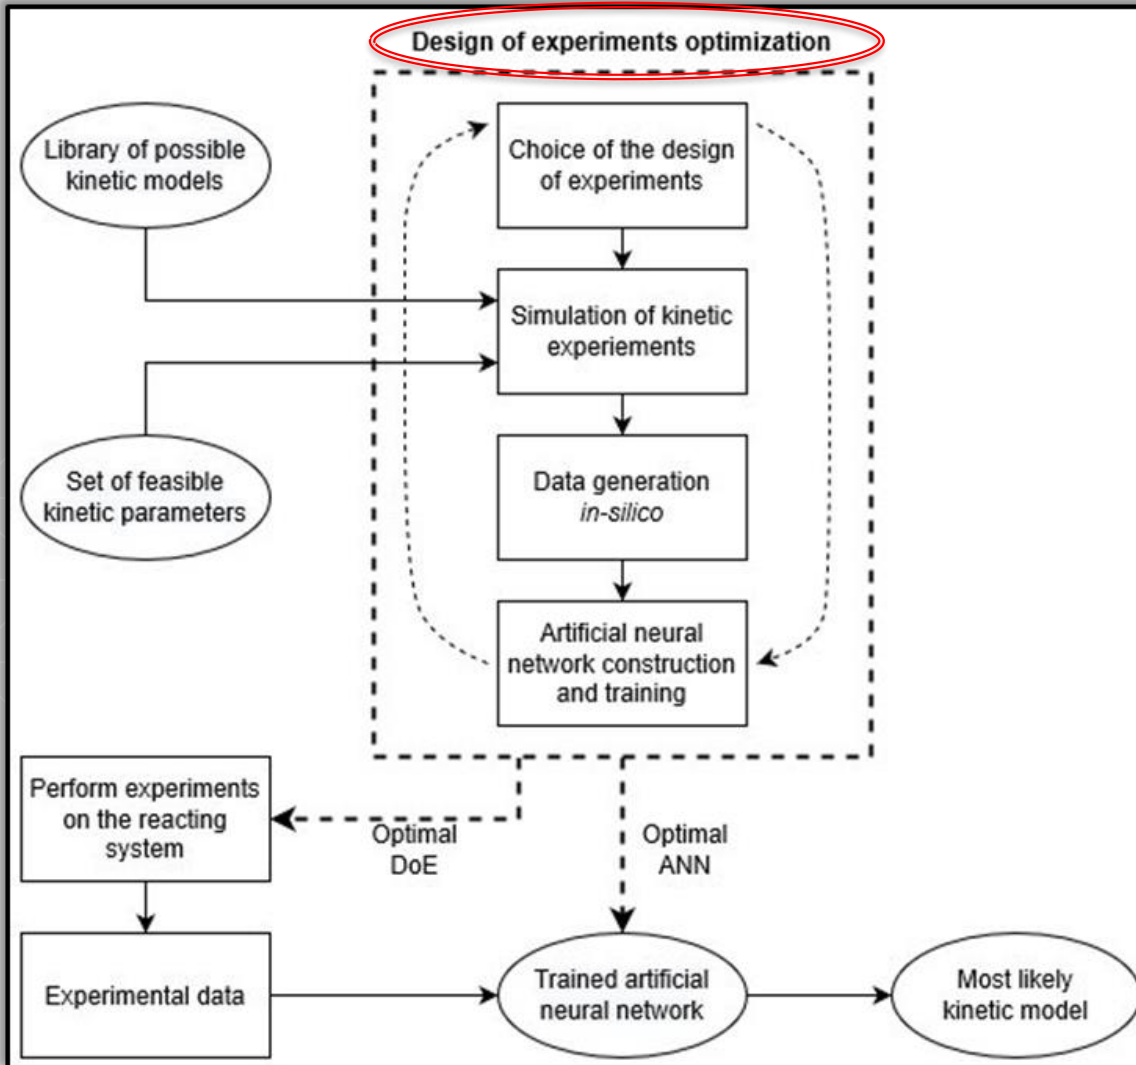 Design of experiments optimization
Library of possible
kinetic models
Choice of the design
of experiments
Simulation of kinetic
experiements
Set of feasible
kinetic parameters
Data generation
in-silico
Artificial neural
network construction
and training
Perform experiments
on the reacting
system
Optimal
DoE
Optimal
ANN
Experimental data
Trained artificial
neural network
Most likely
kinetic model